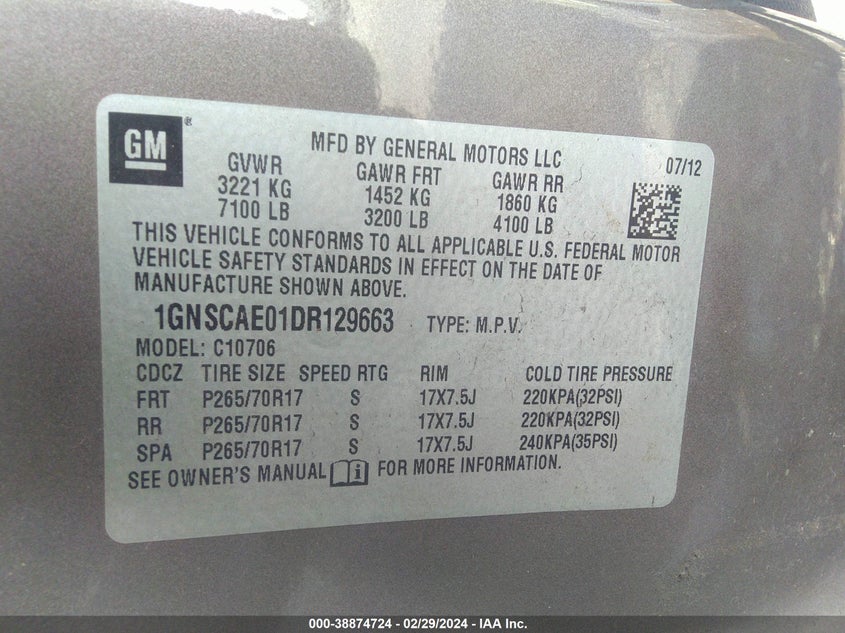 GM ®
MFD BY GENERAL MOTORS LLC 07/12
GVWR GAWR FRT GAWR RR
3221 KG 1452 KG 1860 KG
7100 LB 3200 LB 4100 LB
THIS VEHICLE CONFORMS TO ALL APPLICABLE U.S. FEDERAL MOTOR
VEHICLE SAFETY STANDARDS IN EFFECT ON THE DATE OF
MANUFACTURE SHOWN ABOVE.
1GNSCAE01DR129663 TYPE: M.P.V.
MODEL: C10706
CDCZ TIRE SIZE SPEED RTG RIM COLD TIRE PRESSURE
FRT P265/70R17 S 17X7.5J 220KPA(32PSI)
RR P265/70R17 S 17X7.5J 220KPA(32PSI)
SPA P265/70R17 S 17X7.5J 240KPA(35PSI)
SEE OWNER'S MANUAL i FOR MORE INFORMATION.
000-38874724 - 02/29/2024 - IAA Inc.